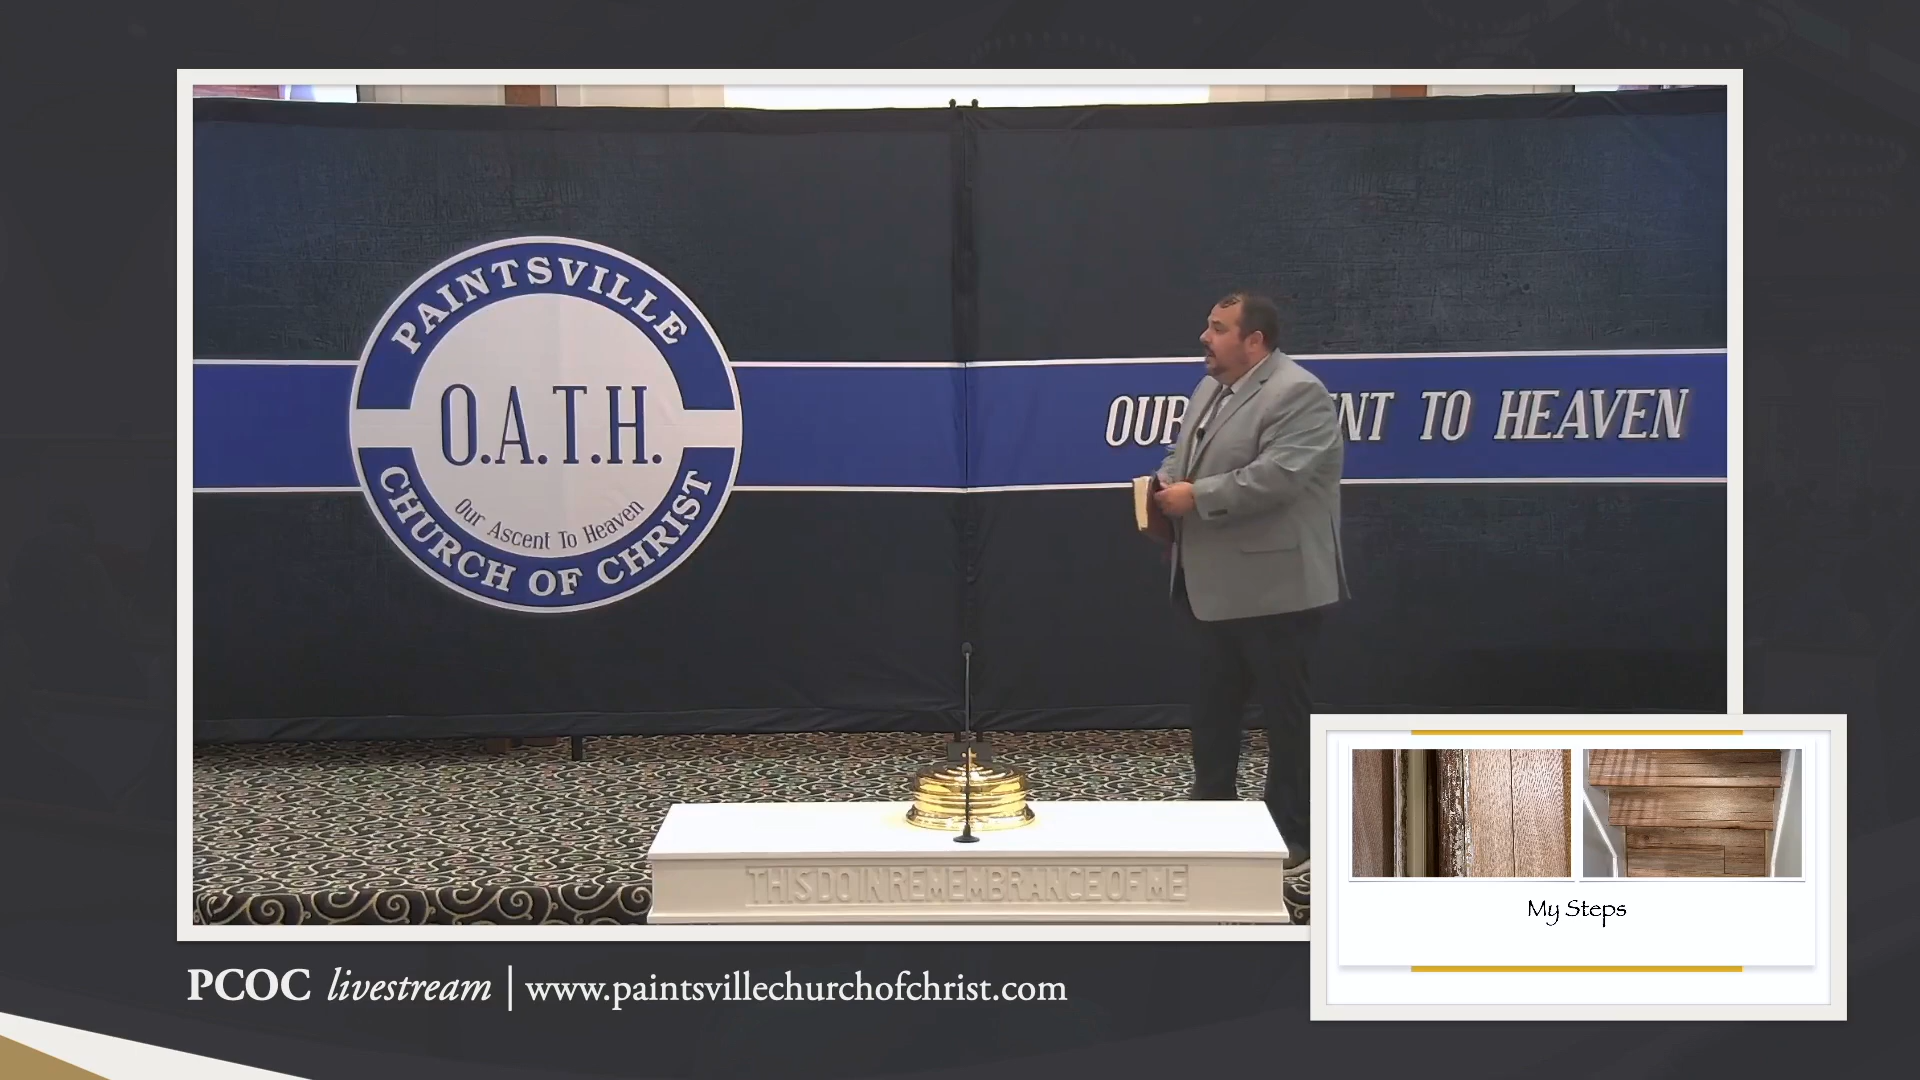 PAINTSVILLE
O.A.T.H.
Our Ascent To Heaven
CHURCH OF CHRIST
OUR NT TO HEAVEN
THIS DO IN REMEMBRANCE OF ME
My Steps
PCOC livestream | www.paintsvillechurchofchrist.com